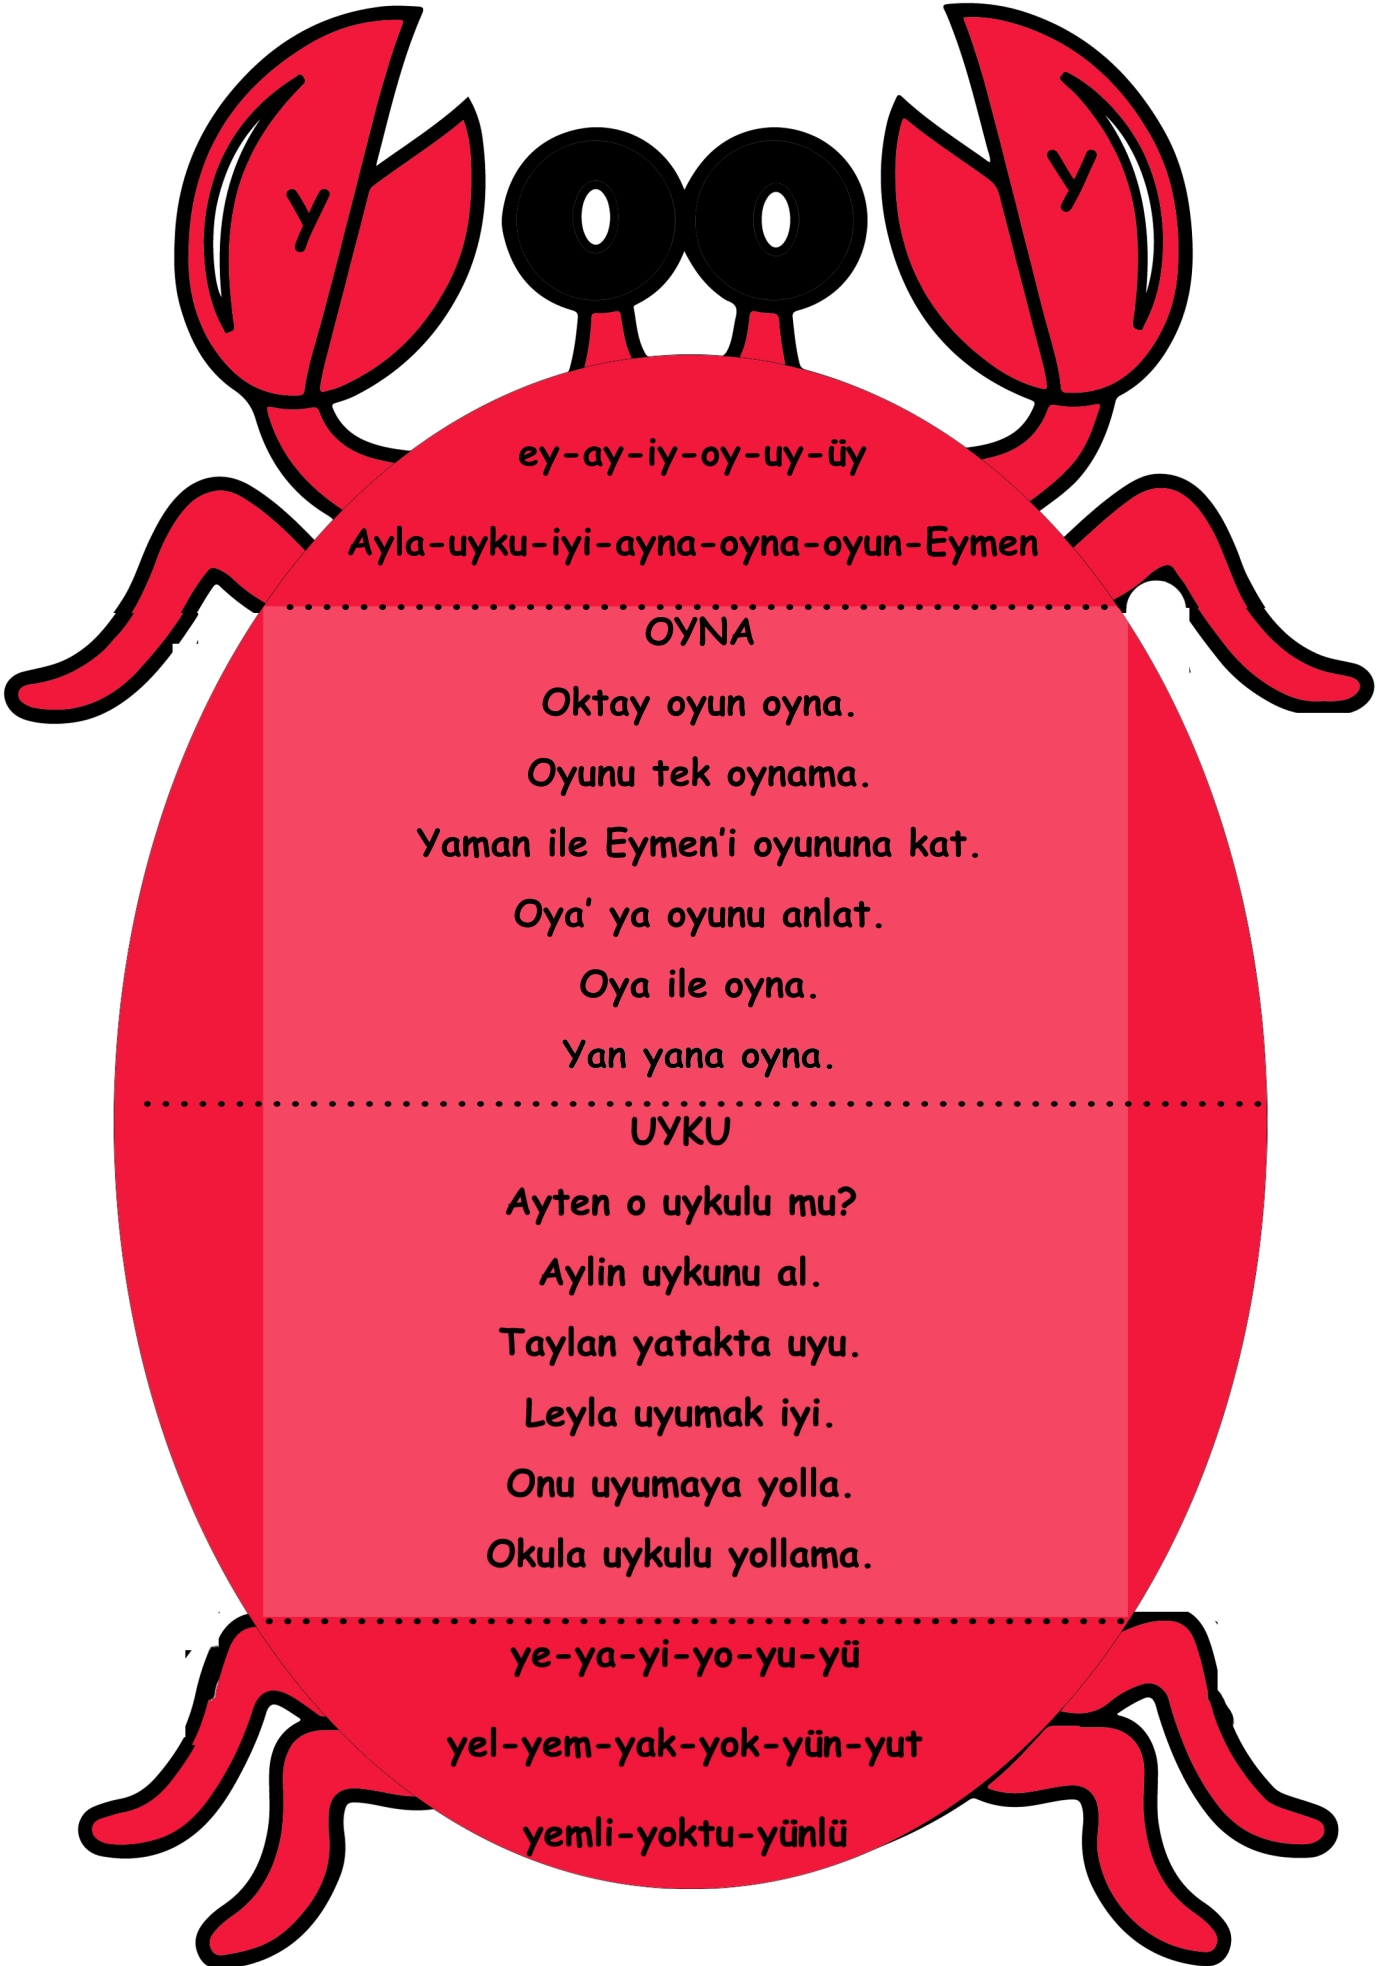 y
y
ey-ay-iy-oy-uy-üy
Ayla-uyku-iyi-ayna-oyna-oyun-Eymen
OYNA
Oktay oyun oyna.
Oyunu tek oynama.
Yaman ile Eymen'i oyununa kat.
Oya' ya oyunu anlat.
Oya ile oyna.
Yan yana oyna.
UYKU
Ayten o uykulu mu?
Aylin uykunu al.
Taylan yatakta uyu.
Leyla uyumak iyi.
Onu uyumaya yolla.
Okula uykulu yollama.
ye-ya-yi-yo-yu-yü
yel-yem-yak-yok-yün-yut
yemli-yoktu-yünlü